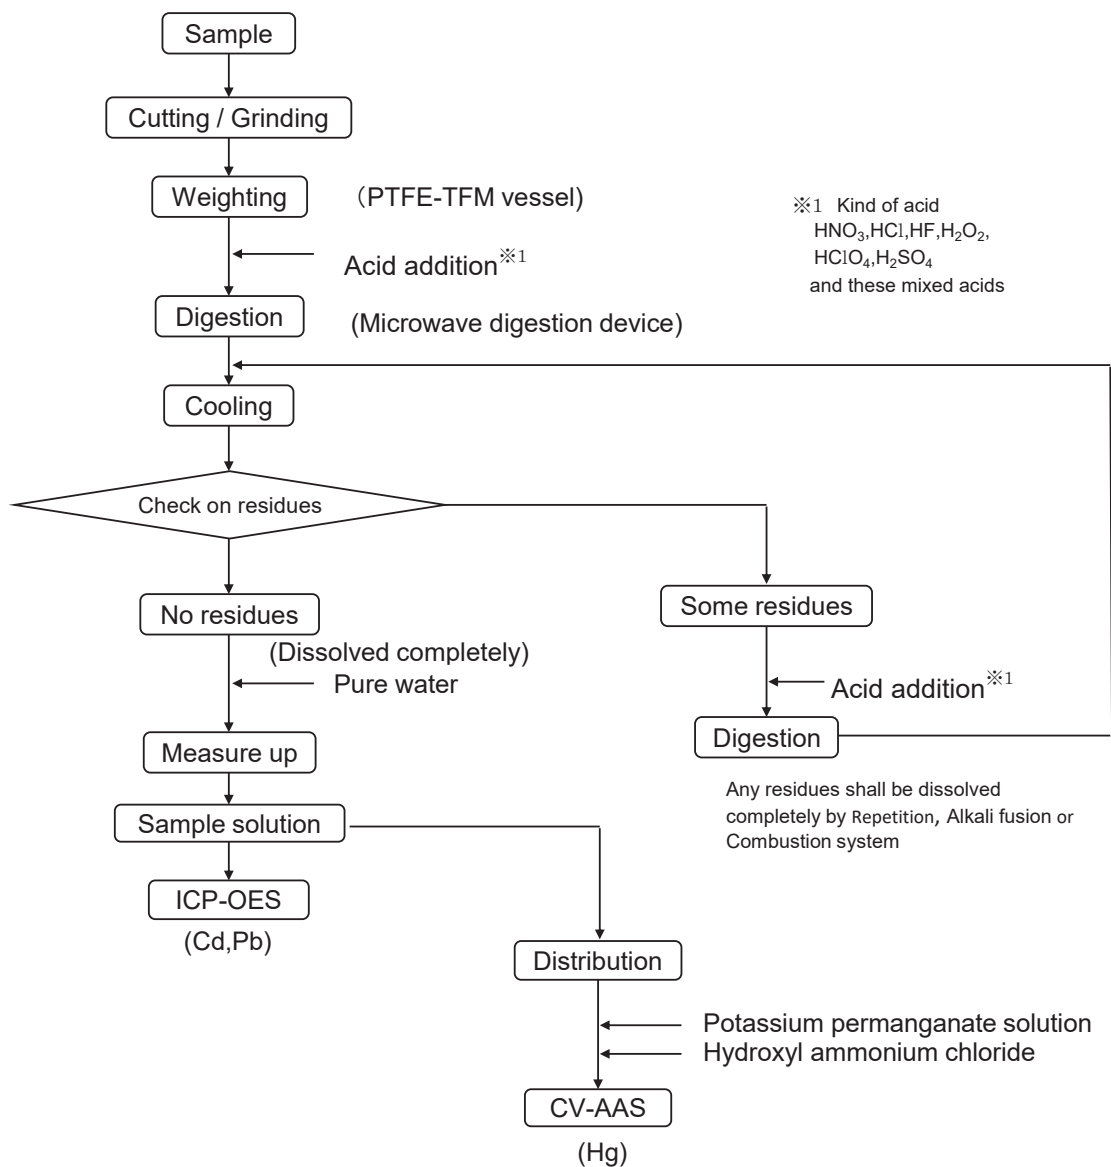 Sample
Cutting / Grinding
Weighting
(PTFE-TFM vessel)
※1 Kind of acid
HNO₃,HCl,HF,H₂O₂,
HClO₄,H₂SO₄
and these mixed acids
Acid addition※1
Digestion
(Microwave digestion device)
Cooling
Check on residues
No residues
(Dissolved completely)
Pure water
Some residues
Acid addition※1
Digestion
Any residues shall be dissolved
completely by Repetition, Alkali fusion or
Combustion system
Measure up
Sample solution
ICP-OES
(Cd,Pb)
Distribution
Potassium permanganate solution
Hydroxyl ammonium chloride
CV-AAS
(Hg)